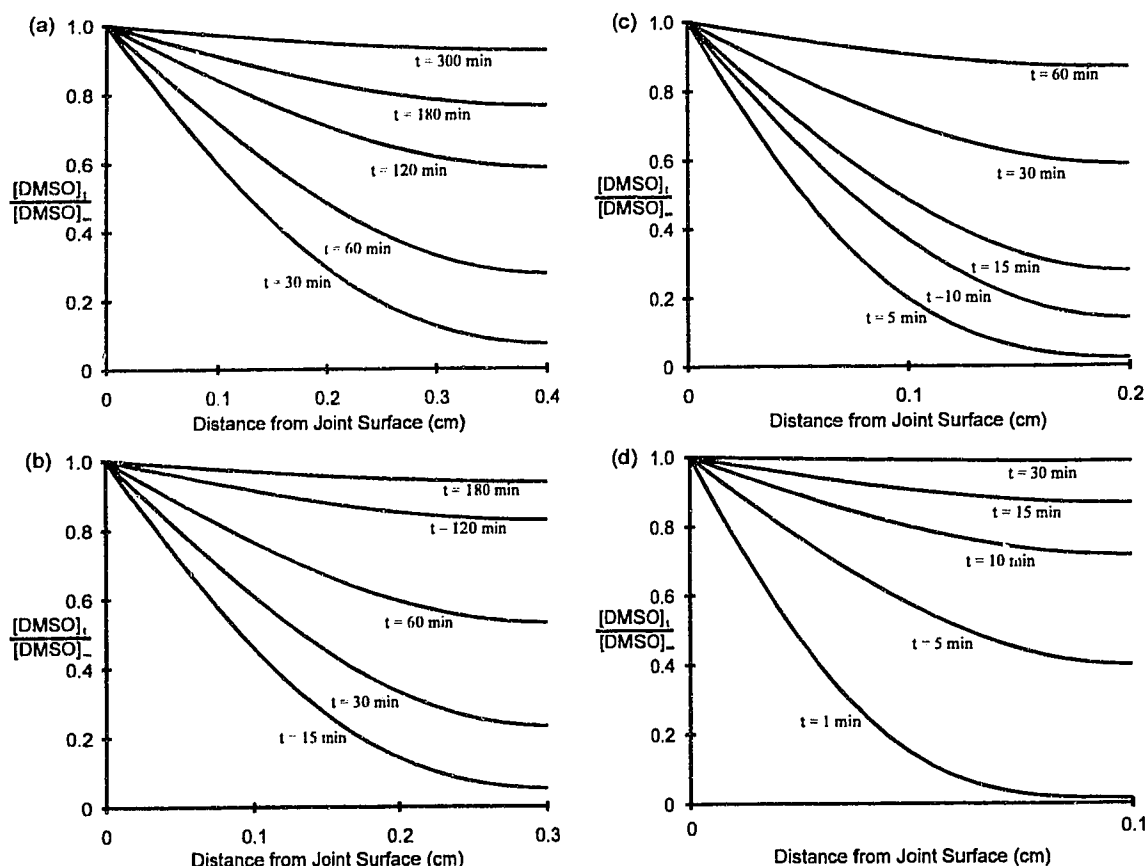 (a)
1.0
0.8
0.6
0.4
0.2
0
[DMSO]t
[DMSO]∞
t = 300 min
t = 180 min
t = 120 min
t = 60 min
t = 30 min
0 0.1 0.2 0.3 0.4
Distance from Joint Surface (cm)
(c)
1.0
0.8
0.6
0.4
0.2
0
[DMSO]t
[DMSO]∞
t = 60 min
t = 30 min
t = 15 min
t = 10 min
t = 5 min
0 0.1 0.2
Distance from Joint Surface (cm)
(b)
1.0
0.8
0.6
0.4
0.2
0
[DMSO]t
[DMSO]∞
t = 180 min
t = 120 min
t = 60 min
t = 30 min
t = 15 min
0 0.1 0.2 0.3
Distance from Joint Surface (cm)
(d)
1.0
0.8
0.6
0.4
0.2
0
[DMSO]t
[DMSO]∞
t = 30 min
t = 15 min
t = 10 min
t = 5 min
t = 1 min
0 0.1
Distance from Joint Surface (cm)